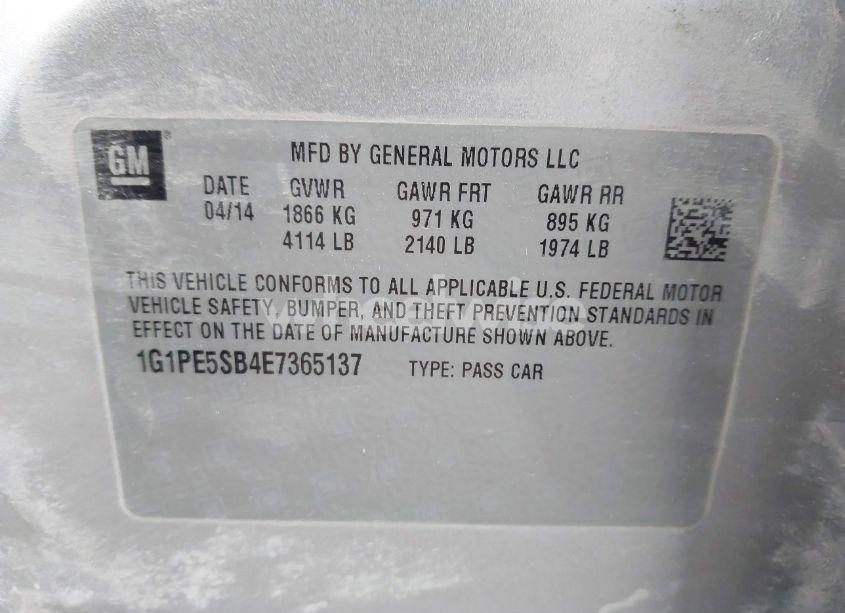 GM
MFD BY GENERAL MOTORS LLC
DATE GVWR GAWR FRT GAWR RR
04/14 1866 KG 971 KG 895 KG
4114 LB 2140 LB 1974 LB
THIS VEHICLE CONFORMS TO ALL APPLICABLE U.S. FEDERAL MOTOR
VEHICLE SAFETY, BUMPER, AND THEFT PREVENTION STANDARDS IN
EFFECT ON THE DATE OF MANUFACTURE SHOWN ABOVE.
1G1PE5SB4E7365137 TYPE: PASS CAR